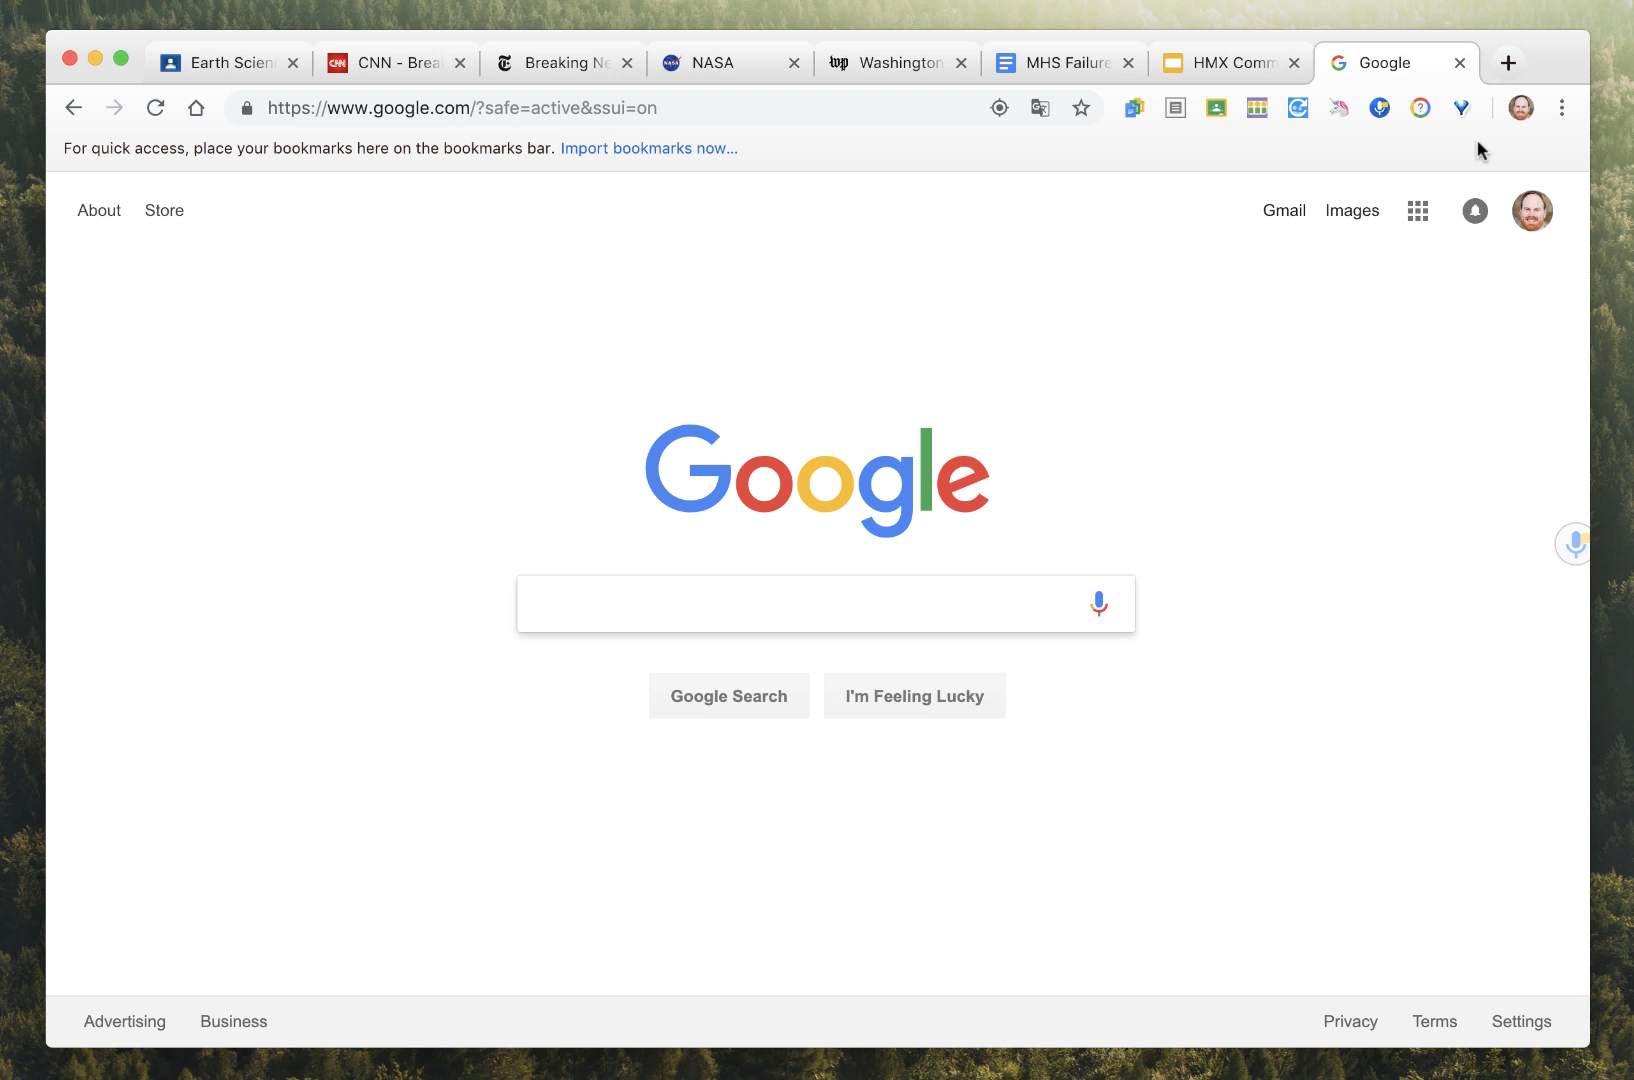 Earth Scien
CNN - Brea
Breaking Ne
NASA
Washington
MHS Failure
HMX Comm
Google
https://www.google.com/?safe=active&ssui=on
For quick access, place your bookmarks here on the bookmarks bar. Import bookmarks now...
About Store
Gmail Images
Google
Google Search I'm Feeling Lucky
Advertising Business
Privacy Terms Settings